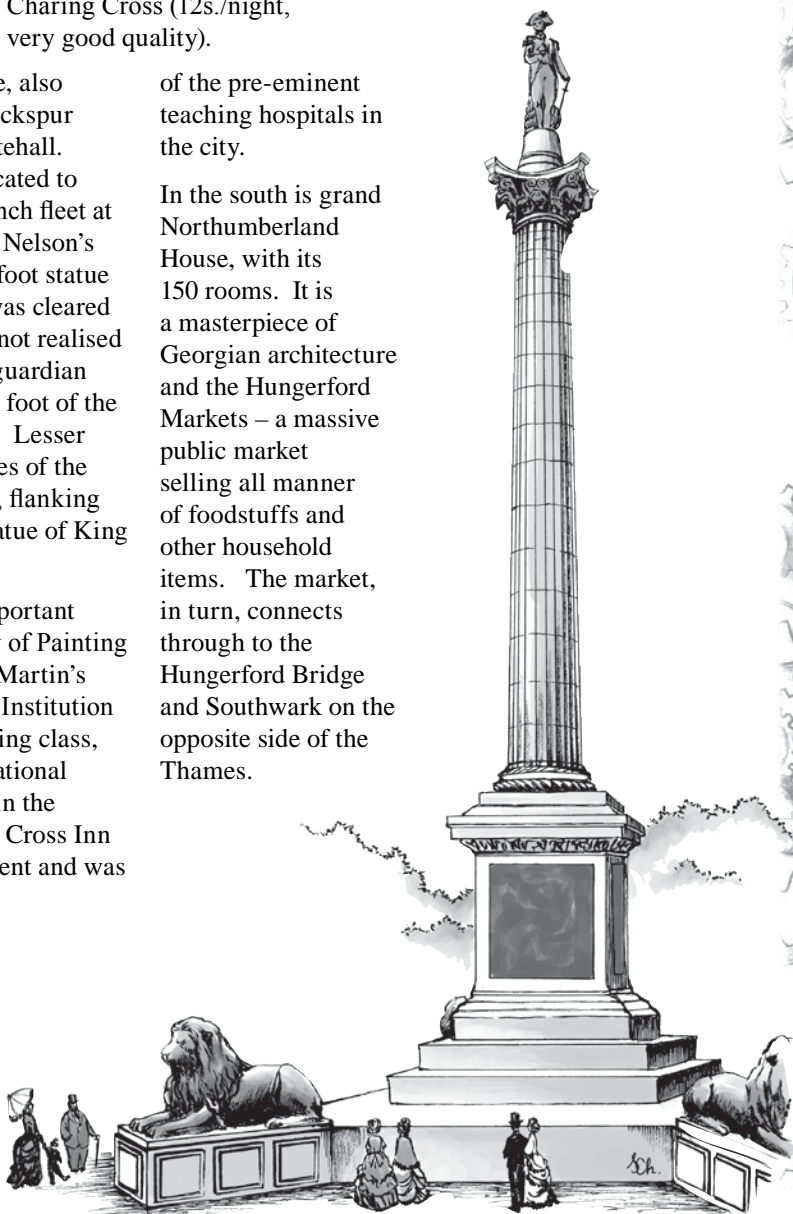 Charing Cross (12s./night,
very good quality).
e, also
ckspur
tehall.
cated to
nch fleet at
Nelson’s
foot statue
was cleared
not realised
guardian
foot of the
Lesser
es of the
, flanking
atue of King
portant
y of Painting
Martin’s
Institution
ing class,
ational
in the
Cross Inn
ent and was
of the pre-eminent
teaching hospitals in
the city.
In the south is grand
Northumberland
House, with its
150 rooms.  It is
a masterpiece of
Georgian architecture
and the Hungerford
Markets – a massive
public market
selling all manner
of foodstuffs and
other household
items.   The market,
in turn, connects
through to the
Hungerford Bridge
and Southwark on the
opposite side of the
Thames.